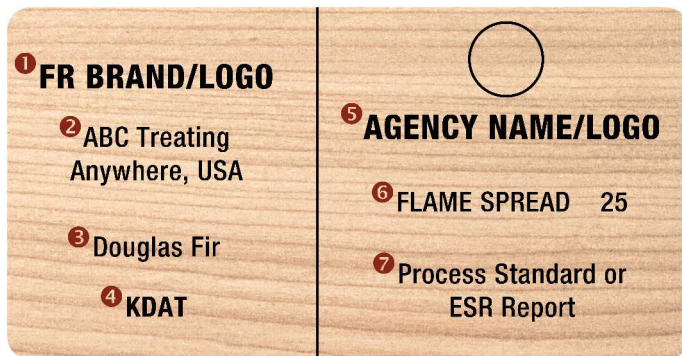 1 FR BRAND/LOGO
2 ABC Treating
Anywhere, USA
3 Douglas Fir
4 KDAT
5 AGENCY NAME/LOGO
6 FLAME SPREAD 25
7 Process Standard or
ESR Report